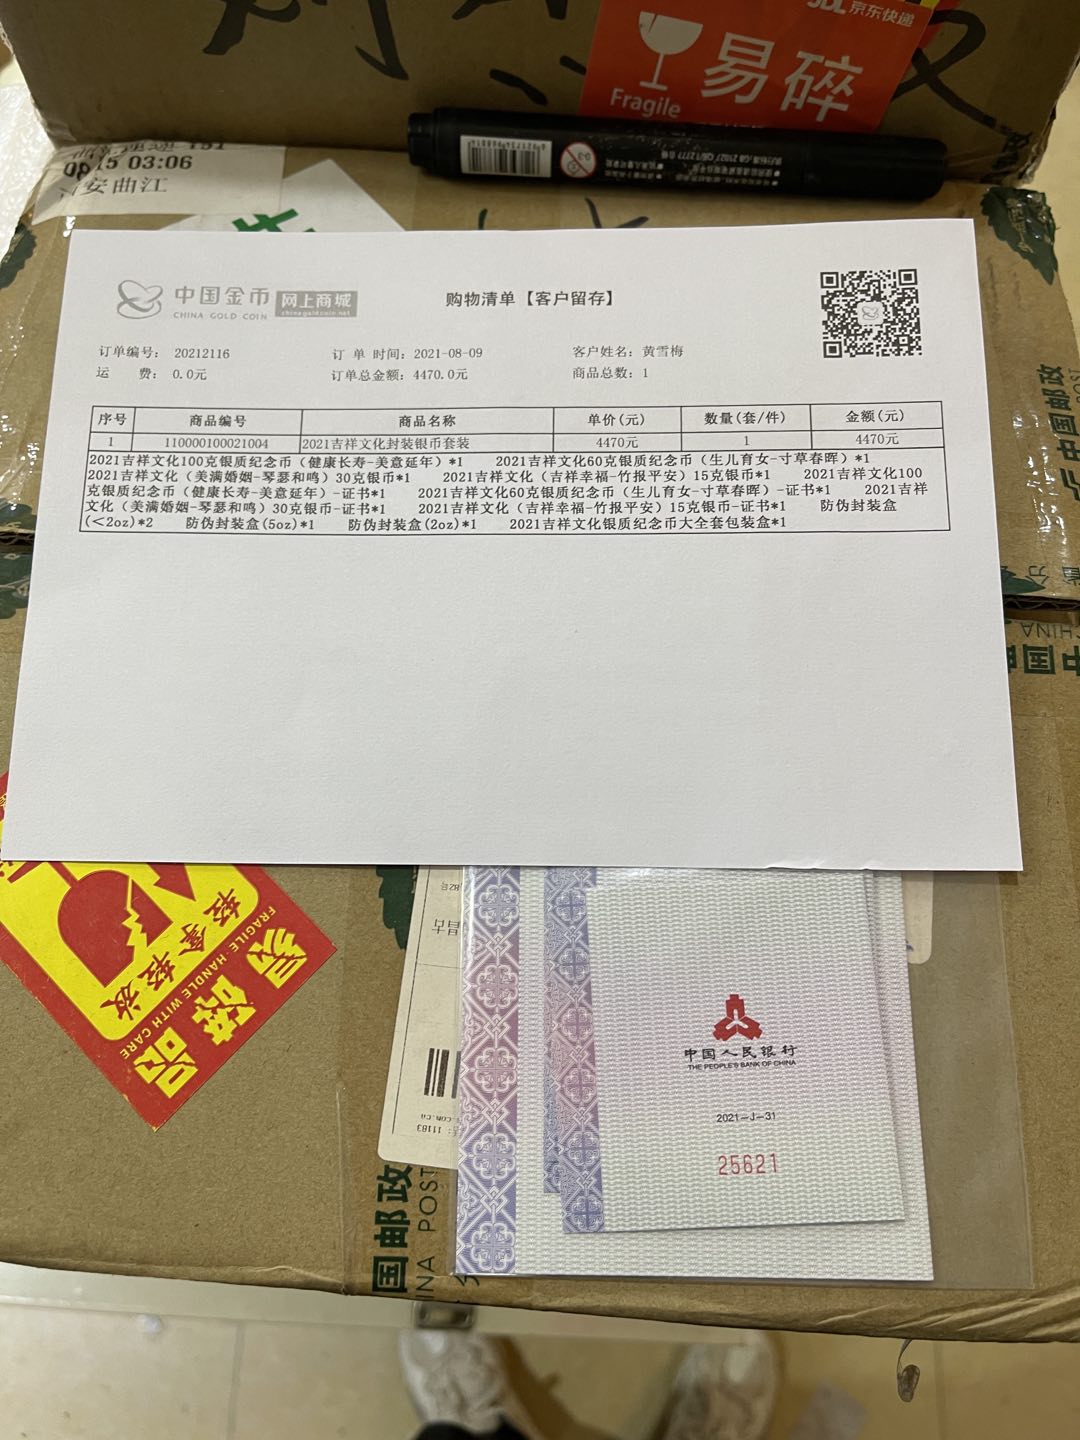 京东快递
易碎
Fragile
03:06
西安曲江
中国金币
CHINA GOLD COIN
网上商城
chinagoldcoin.net
购物清单【客户留存】
订单编号： 20212116 订 单 时间：2021-08-09 客户姓名：黄雪梅
运 费： 0.0元 订单总金额：4470.0元 商品总数：1
序号 商品编号 商品名称 单价(元) 数量(套/件) 金额(元)
1 110000100021004 2021吉祥文化封装银币套装 4470元 1 4470元
2021吉祥文化100克银质纪念币（健康长寿-美意延年）*1 2021吉祥文化60克银质纪念币（生儿育女-寸草春晖）*1
2021吉祥文化（美满婚姻-琴瑟和鸣）30克银币*1 2021吉祥文化（吉祥幸福-竹报平安）15克银币*1 2021吉祥文化100
克银质纪念币（健康长寿-美意延年）-证书*1 2021吉祥文化60克银质纪念币（生儿育女-寸草春晖）-证书*1 2021吉祥
文化（美满婚姻-琴瑟和鸣）30克银币-证书*1 2021吉祥文化（吉祥幸福-竹报平安）15克银币-证书*1 防伪封装盒
(<2oz)*2 防伪封装盒(5oz)*1 防伪封装盒(2oz)*1 2021吉祥文化银质纪念币大全套包装盒*1
中国邮政
CHINA
中国邮
易碎品
FRAGILE·HANDLE WITH CARE
轻拿轻放
11183
中国人民银行
THE PEOPLE'S BANK OF CHINA
2021—J—31
25621
国邮政
INA POST